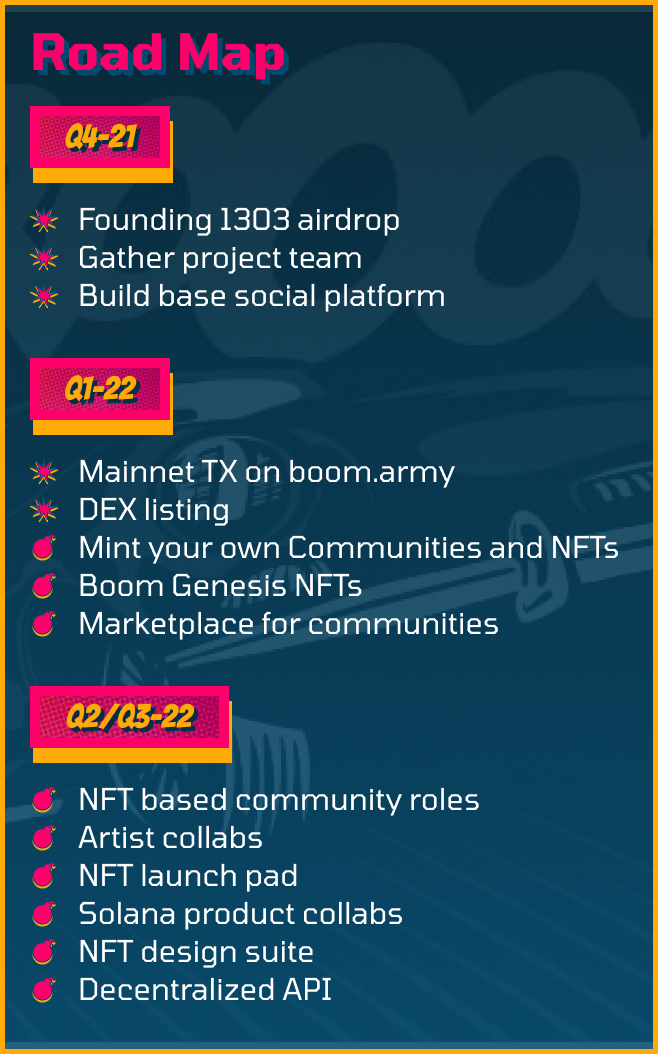 Road Map
Q4-21
Founding 1303 airdrop
Gather project team
Build base social platform
Q1-22
Mainnet TX on boom.army
DEX listing
Mint your own Communities and NFTs
Boom Genesis NFTs
Marketplace for communities
Q2/Q3-22
NFT based community roles
Artist collabs
NFT launch pad
Solana product collabs
NFT design suite
Decentralized API